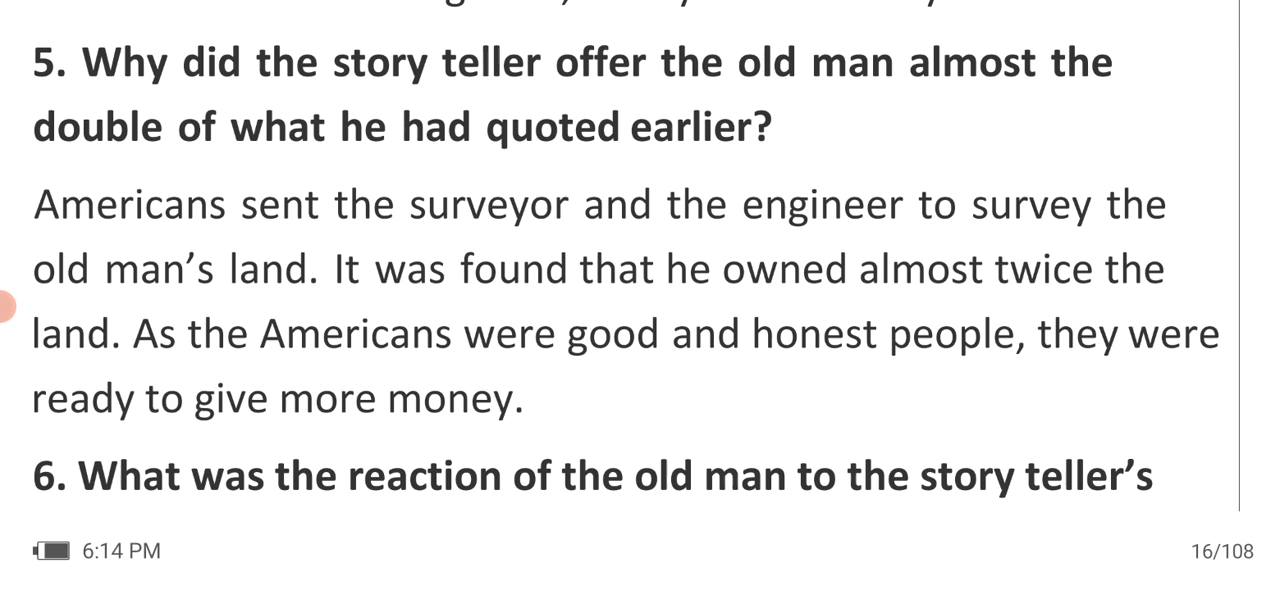 5. Why did the story teller offer the old man almost the
double of what he had quoted earlier?
Americans sent the surveyor and the engineer to survey the
old man’s land. It was found that he owned almost twice the
land. As the Americans were good and honest people, they were
ready to give more money.
6. What was the reaction of the old man to the story teller’s
6:14 PM
16/108